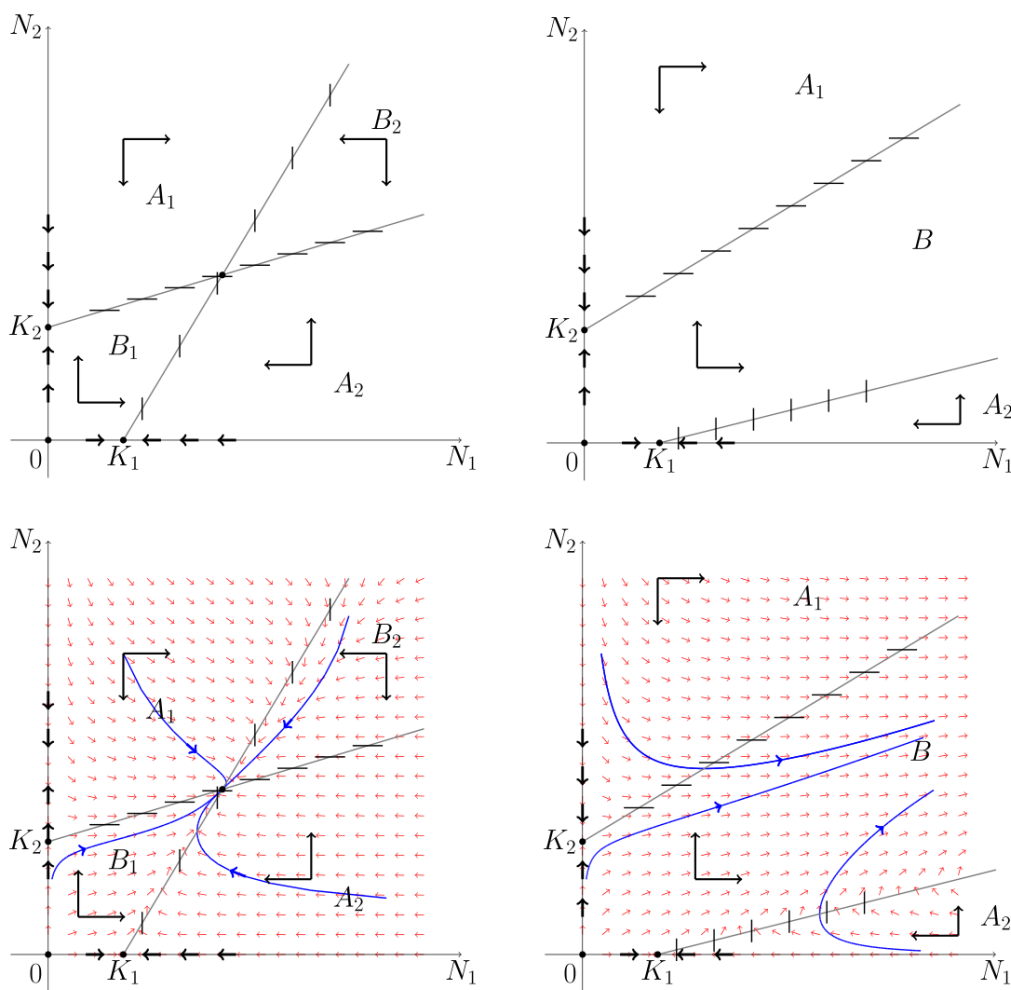 N₂
B₂
A₁
K₂
B₁
A₂
0
K₁
N₁
N₂
A₁
B
K₂
A₂
0
K₁
N₁
N₂
B₂
A₁
K₂
B₁
A₂
0
K₁
N₁
N₂
A₁
B
K₂
A₂
0
K₁
N₁